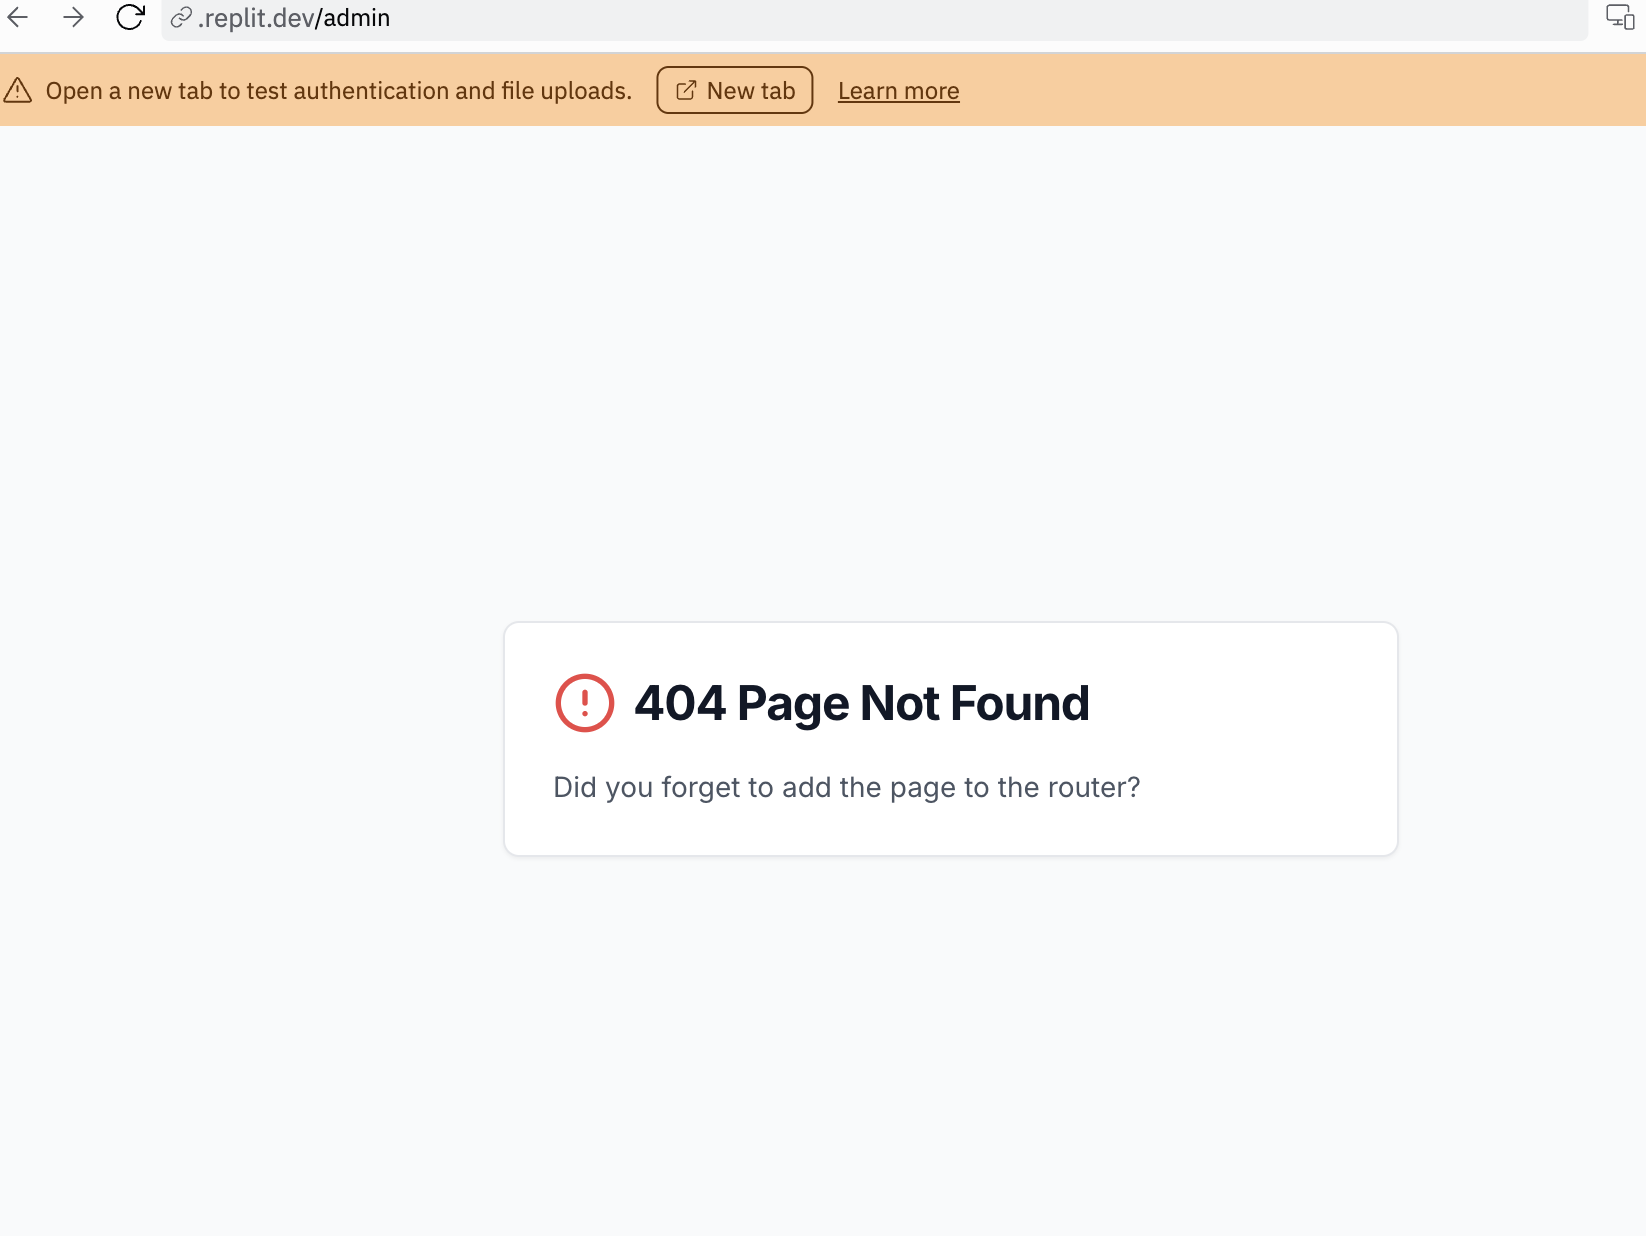 .replit.dev/admin
Open a new tab to test authentication and file uploads. New tab Learn more
404 Page Not Found
Did you forget to add the page to the router?